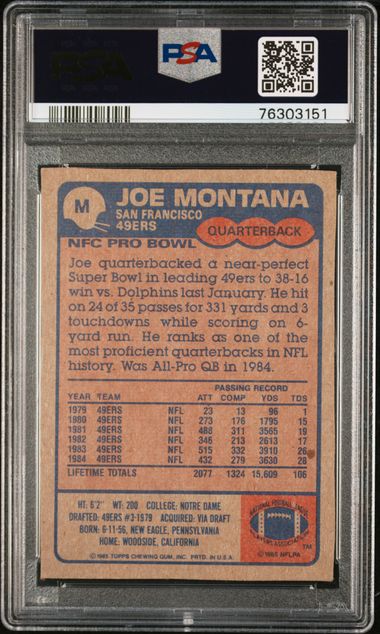 PSA
76303151
M JOE MONTANA
SAN FRANCISCO
49ERS QUARTERBACK
NFC PRO BOWL
Joe quarterbacked a near-perfect
Super Bowl in leading 49ers to 38-16
win vs. Dolphins last January. He hit
on 24 of 35 passes for 331 yards and 3
touchdowns while scoring on 6-
yard run. He ranks as one of the
most proficient quarterbacks in NFL
history. Was All-Pro QB in 1984.
PASSING RECORD
YEAR TEAM ATT COMP YDS TDS
1979 49ERS NFL 23 13 96 1
1980 49ERS NFL 273 176 1795 15
1981 49ERS NFL 488 311 3565 19
1982 49ERS NFL 346 213 2613 17
1983 49ERS NFL 515 332 3910 26
1984 49ERS NFL 432 279 3630 28
LIFETIME TOTALS 2077 1324 15,609 106
HT: 6'2" WT: 200 COLLEGE: NOTRE DAME
DRAFTED: 49ERS #3-1979 ACQUIRED: VIA DRAFT
BORN: 6-11-56, NEW EAGLE, PENNSYLVANIA
HOME: WOODSIDE, CALIFORNIA
© 1985 TOPPS CHEWING GUM, INC. PRTD. IN U.S.A.
NATIONAL FOOTBALL LEAGUE
PLAYERS ASSOCIATION
TM
© 1985 NFLPA